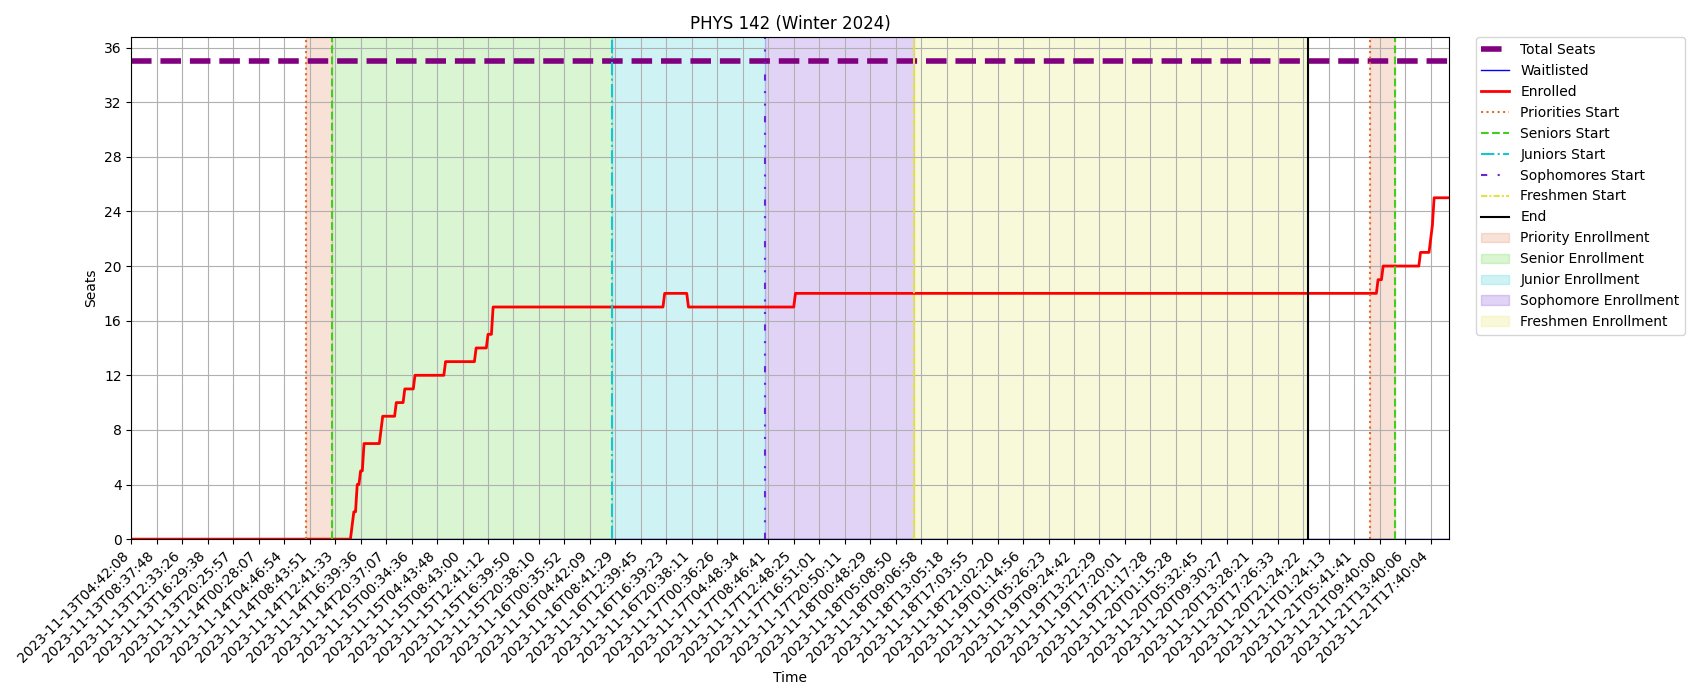 PHYS 142 (Winter 2024)
36
32
28
24
20
16
12
8
4
0
Seats
2023-11-13T04:42:08
2023-11-13T08:37:48
2023-11-13T12:33:26
2023-11-13T16:29:38
2023-11-13T20:25:57
2023-11-14T00:28:07
2023-11-14T04:46:54
2023-11-14T08:43:51
2023-11-14T12:41:33
2023-11-14T16:39:36
2023-11-14T20:37:07
2023-11-15T00:34:36
2023-11-15T04:43:48
2023-11-15T08:43:00
2023-11-15T12:41:12
2023-11-15T16:39:50
2023-11-15T20:38:10
2023-11-16T00:35:52
2023-11-16T04:42:09
2023-11-16T08:41:29
2023-11-16T12:39:45
2023-11-16T16:39:23
2023-11-16T20:38:11
2023-11-17T00:36:26
2023-11-17T04:48:34
2023-11-17T08:46:41
2023-11-17T12:48:25
2023-11-17T16:51:01
2023-11-17T20:50:11
2023-11-18T00:48:29
2023-11-18T05:08:50
2023-11-18T09:06:58
2023-11-18T13:05:18
2023-11-18T17:03:55
2023-11-18T21:02:20
2023-11-19T01:14:56
2023-11-19T05:26:23
2023-11-19T09:24:42
2023-11-19T13:22:29
2023-11-19T17:20:01
2023-11-19T21:17:28
2023-11-20T01:15:28
2023-11-20T05:32:45
2023-11-20T09:30:27
2023-11-20T13:28:21
2023-11-20T17:26:33
2023-11-20T21:24:22
2023-11-21T01:24:13
2023-11-21T05:41:41
2023-11-21T09:40:00
2023-11-21T13:40:06
2023-11-21T17:40:04
Time
Total Seats
Waitlisted
Enrolled
Priorities Start
Seniors Start
Juniors Start
Sophomores Start
Freshmen Start
End
Priority Enrollment
Senior Enrollment
Junior Enrollment
Sophomore Enrollment
Freshmen Enrollment